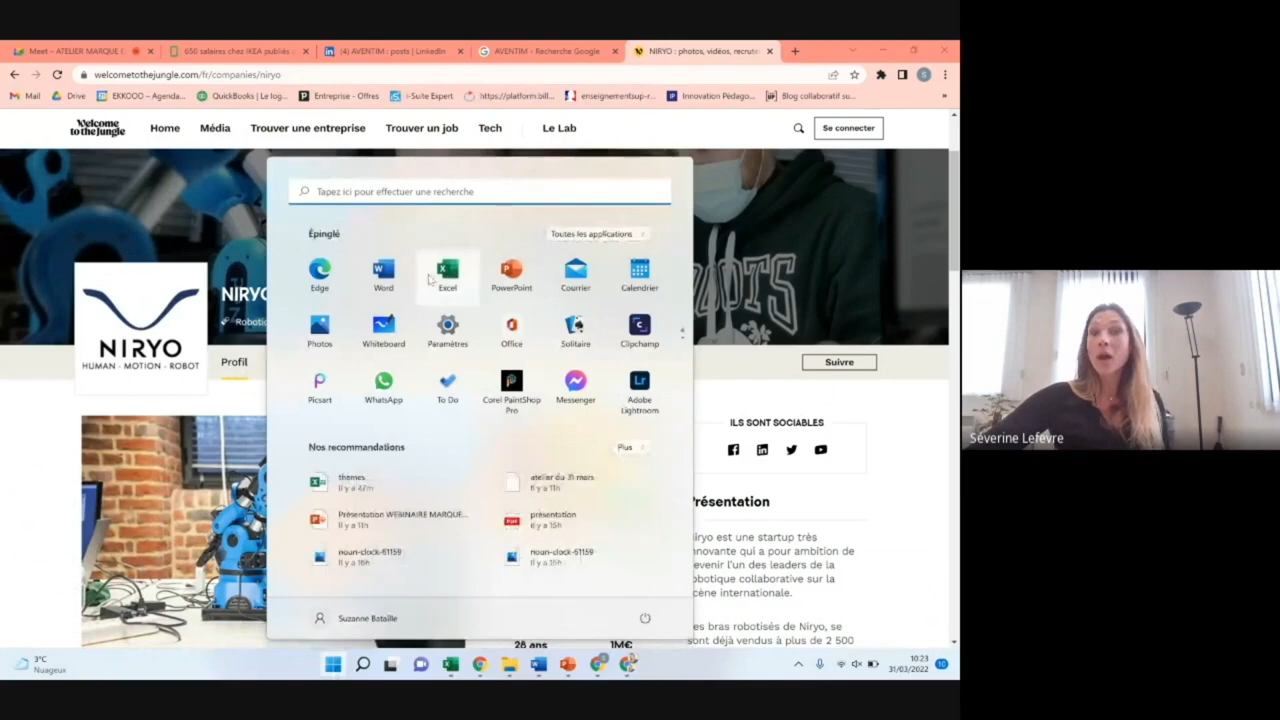 Meet – ATELIER MARQUE
650 salaires chez IKEA publiés
(4) AVENTIM : posts | LinkedIn
AVENTIM - Recherche Google
NIRYO : photos, vidéos, recrute
welcometothejungle.com/fr/companies/niryo
Mail
Drive
EKKOOO – Agenda...
QuickBooks | Le log...
Entreprise - Offres
i-Suite Expert
https://platform.bill...
enseignementsup-r...
Innovation Pédago...
Blog collaboratif su...
Welcome to the Jungle
Home
Média
Trouver une entreprise
Trouver un job
Tech
Le Lab
Se connecter
Tapez ici pour effectuer une recherche
Épinglé
Toutes les applications
Edge
Word
Excel
PowerPoint
Courrier
Calendrier
Photos
Whiteboard
Paramètres
Office
Solitaire
Clipchamp
Picsart
WhatsApp
To Do
Corel PaintShop Pro
Messenger
Adobe Lightroom
Nos recommandations
Plus
themes
Il y a 47m
atelier du 31 mars
Il y a 11h
Présentation WEBINAIRE MARQUE...
Il y a 11h
présentation
Il y a 15h
noun-clock-61159
Il y a 16h
noun-clock-61159
Il y a 16h
Suzanne Bataille
NIRYO
HUMAN · MOTION · ROBOT
NIRYO
Roboti
Profil
Suivre
ILS SONT SOCIABLES
Présentation
iryo est une startup très
nnovante qui a pour ambition de
evenir l'un des leaders de la
obotique collaborative sur la
cène internationale.
es bras robotisés de Niryo, se
ont déjà vendus à plus de 2 500
28 ans
1M€
3°C
Nuageux
10:23
31/03/2022
10
Séverine Lefèvre